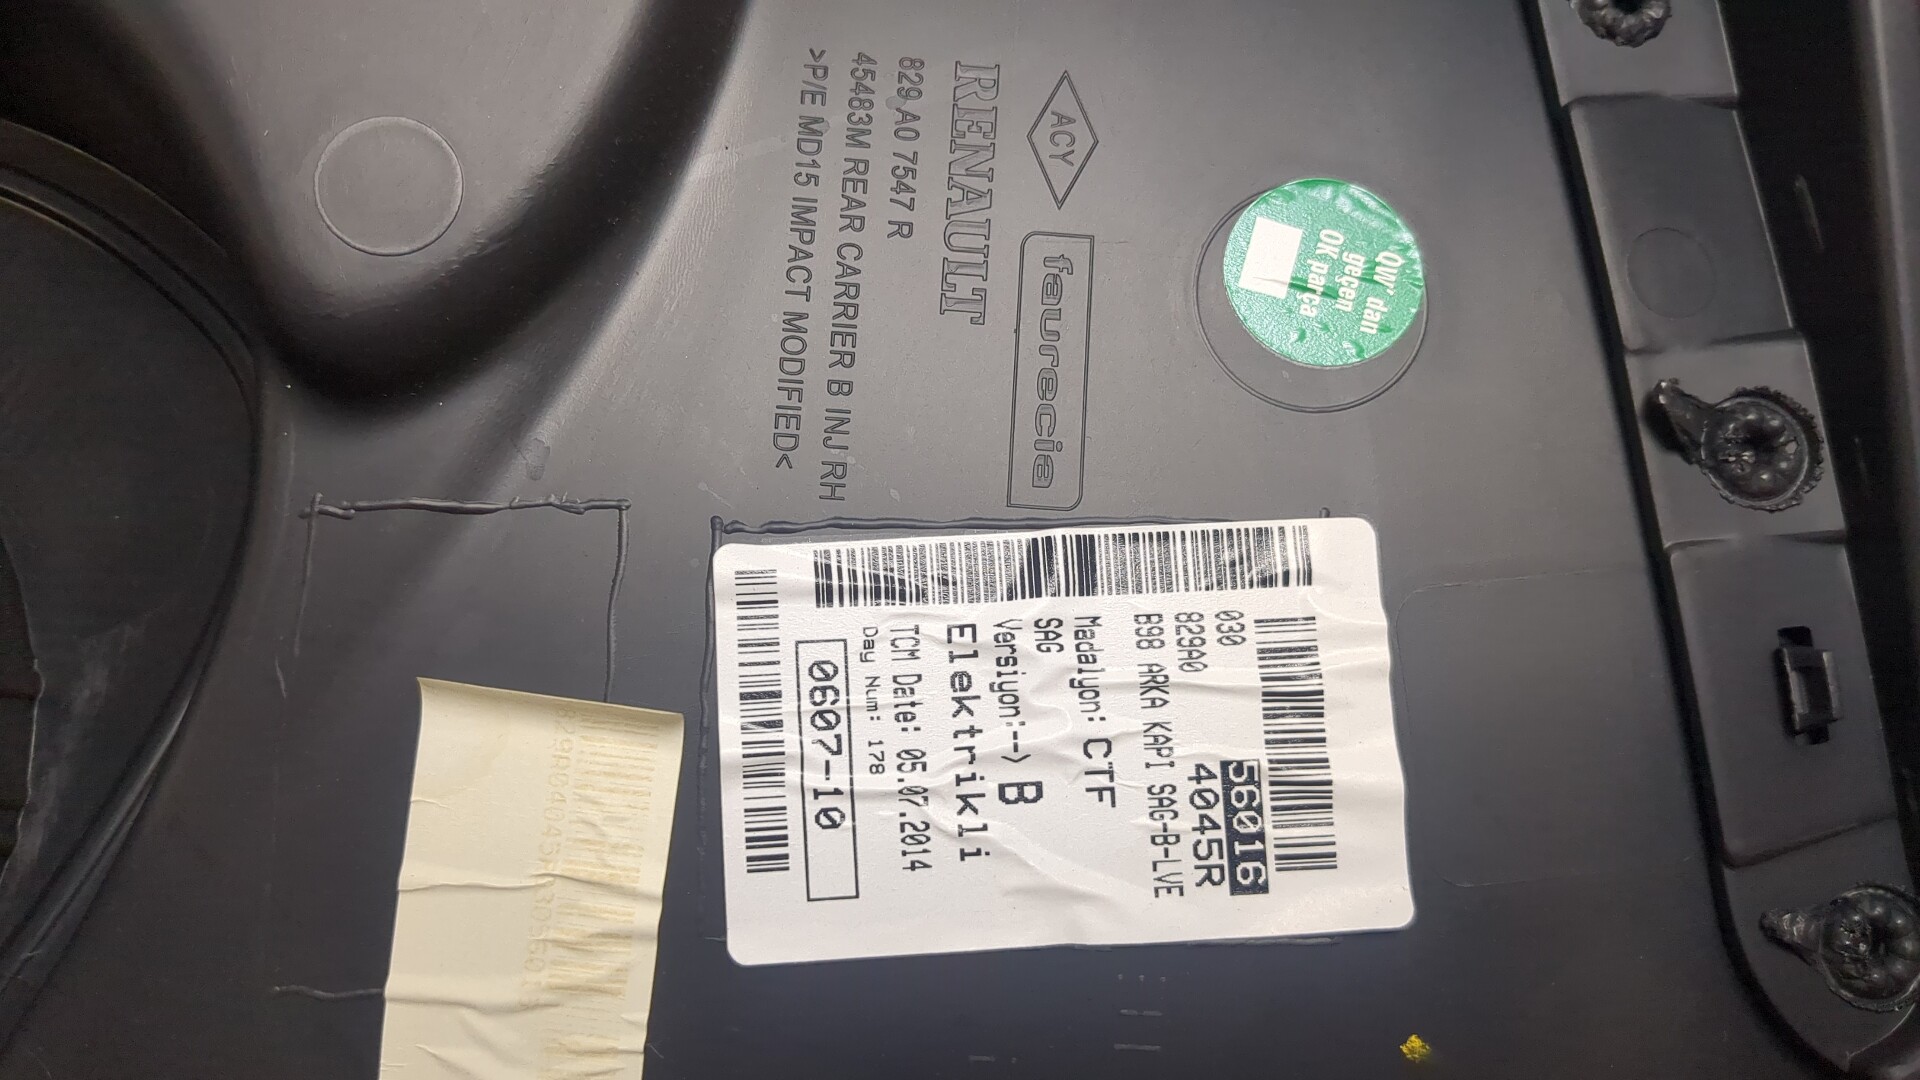 ACY
faurecia
RENAULT
829 A0 7547 R
45483M REAR CARRIER B INJ RH
>P/E MD15 IMPACT MODIFIED<
QW' dan
geçen
OK parça
030
56016
829A0
4045R
B98 ARKA KAPI SAG-B-LVE
Madalyon: CTF
SAG
Versiyon:--> B
Elektrikli
TCM Date: 05.07.2014
Day Num: 178
0607-10